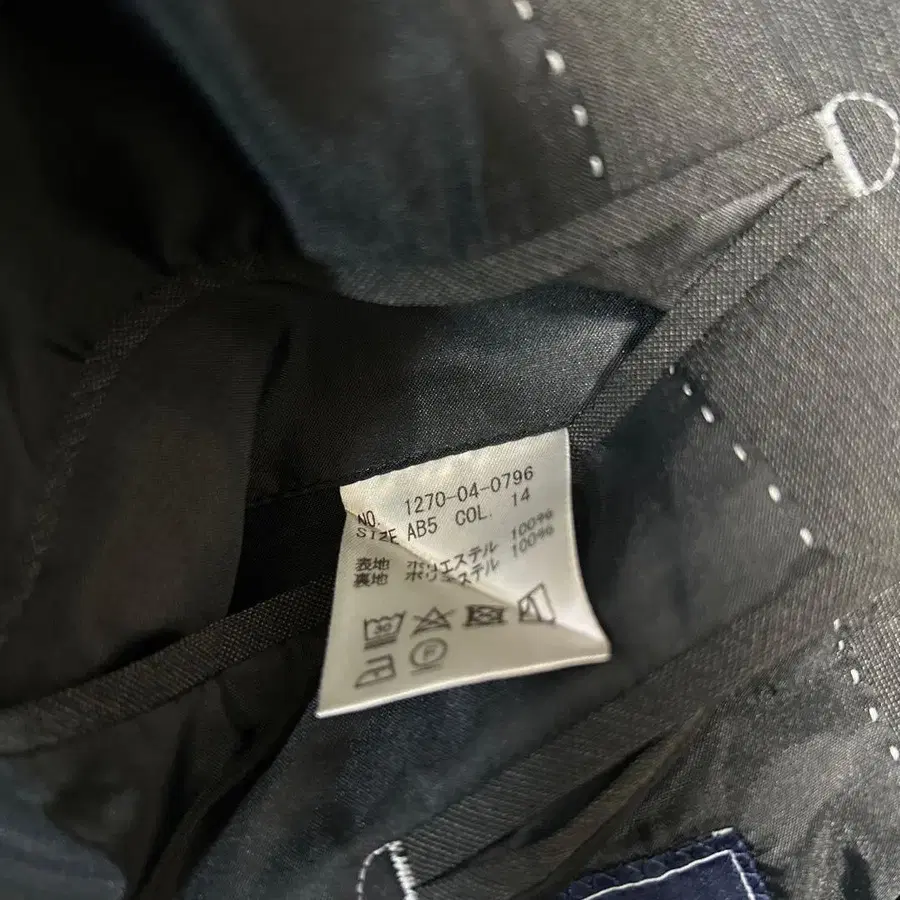 NO. 1270-04-0796
SIZE AB5 COL. 14
表地 ポリエステル 100%
裏地 ポリエステル 100%
30